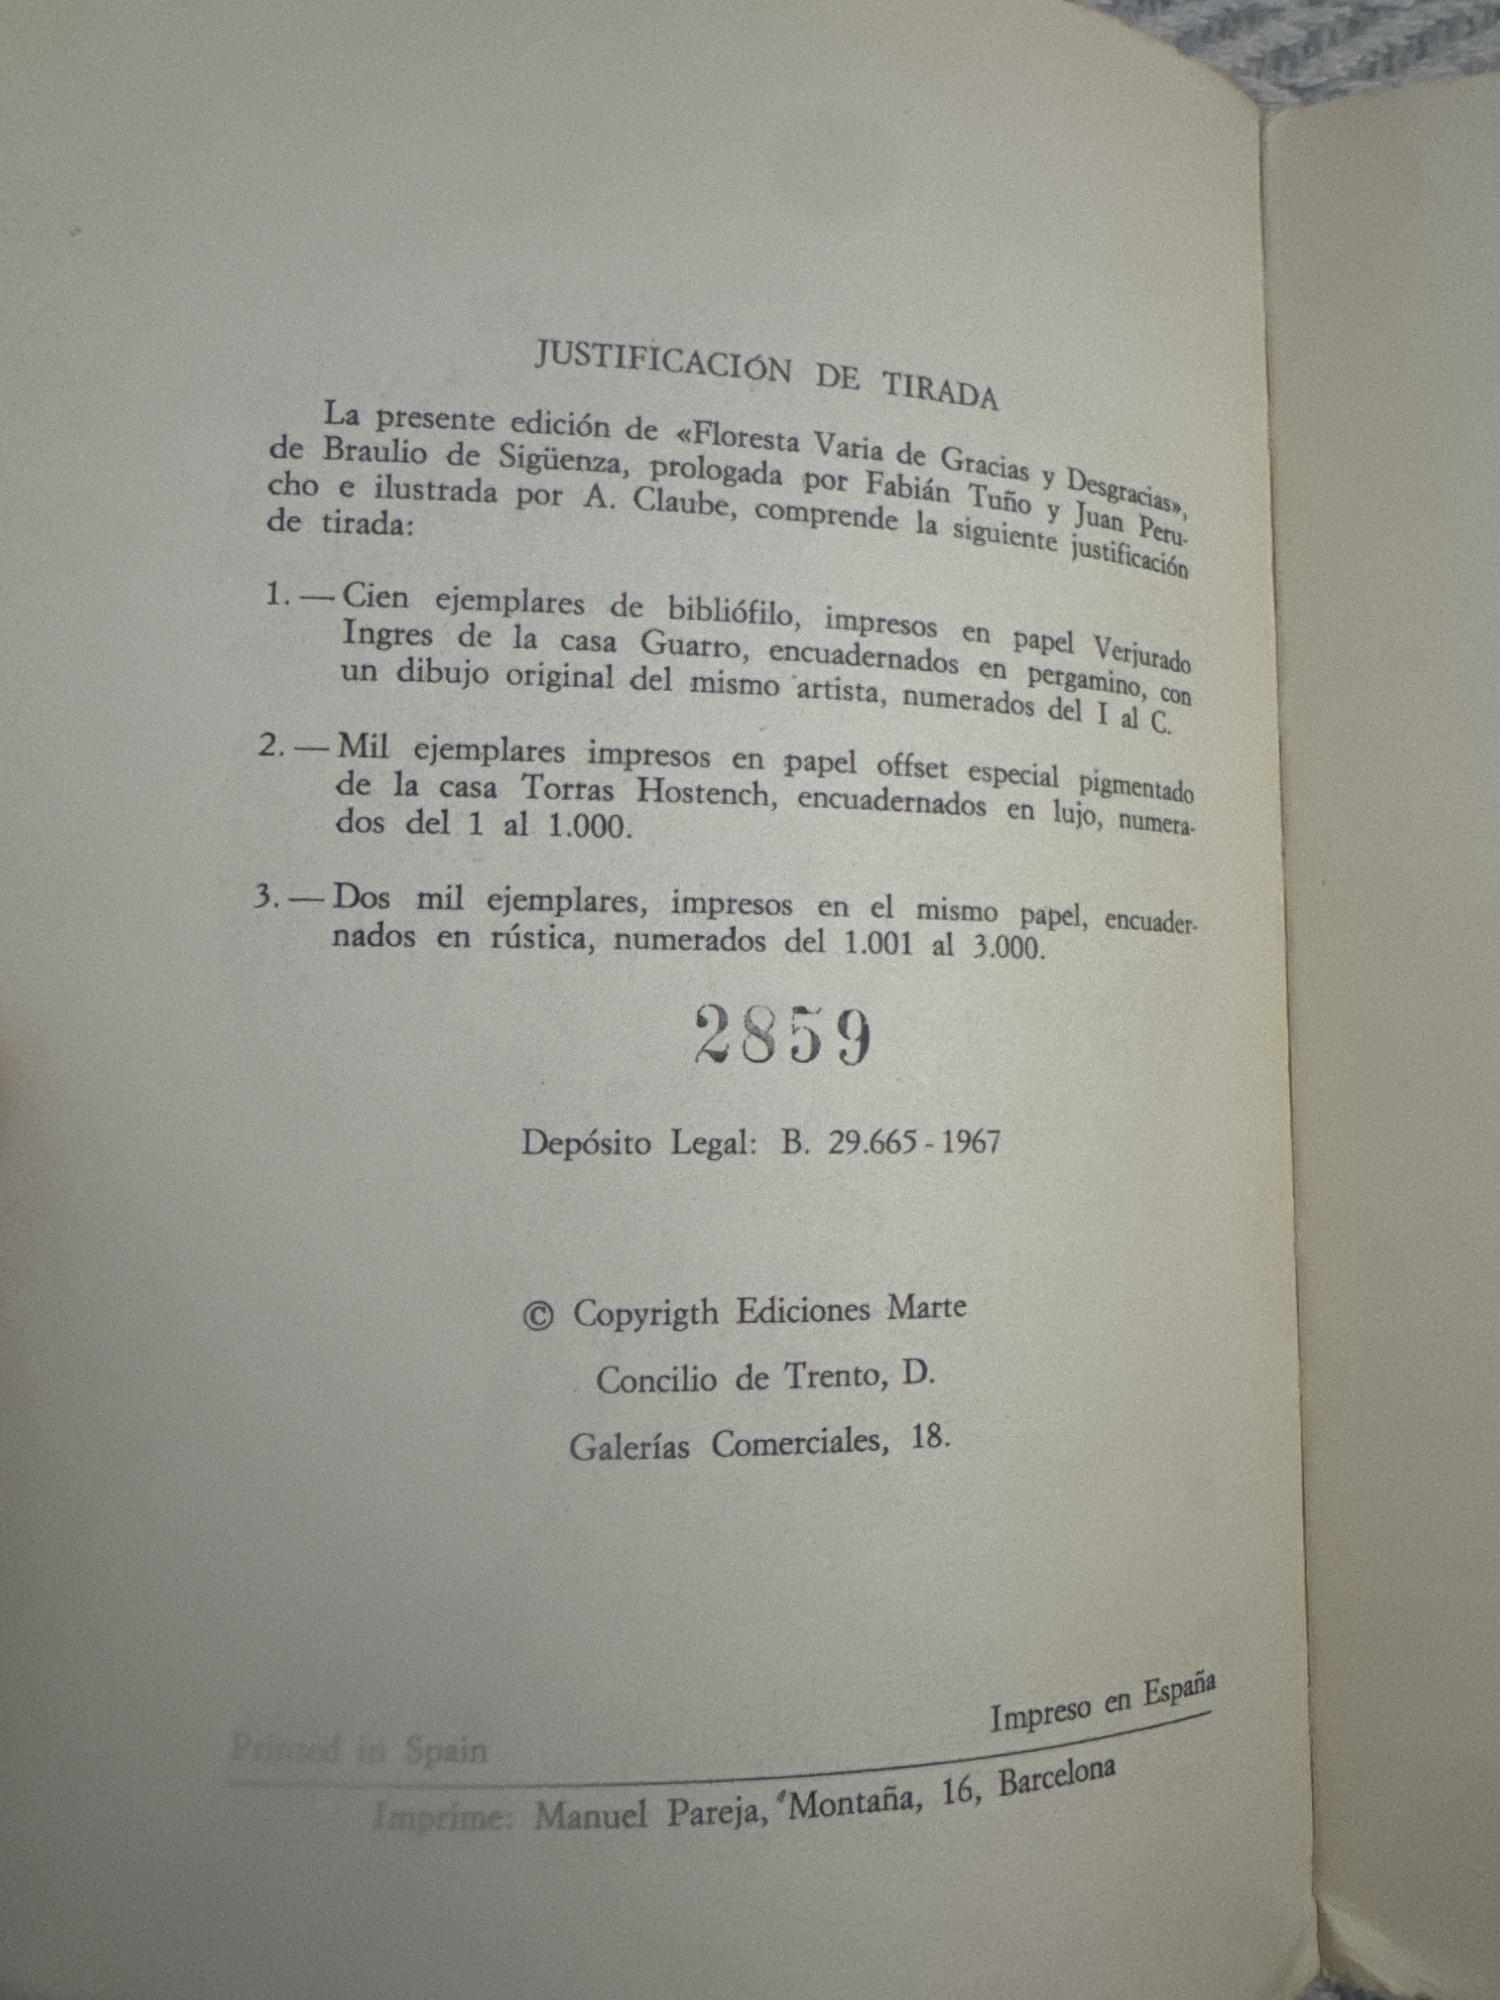 JUSTIFICACIÓN DE TIRADA
La presente edición de «Floresta Varia de Gracias y Desgracias»,
de Braulio de Sigüenza, prologada por Fabián Tuño y Juan Peru-
cho e ilustrada por A. Claube, comprende la siguiente justificación
de tirada:
1. — Cien ejemplares de bibliófilo, impresos en papel Verjurado
Ingres de la casa Guarro, encuadernados en pergamino, con
un dibujo original del mismo artista, numerados del I al C.
2. — Mil ejemplares impresos en papel offset especial pigmentado
de la casa Torras Hostench, encuadernados en lujo, numera-
dos del 1 al 1.000.
3. — Dos mil ejemplares, impresos en el mismo papel, encuader-
nados en rústica, numerados del 1.001 al 3.000.
2859
Depósito Legal: B. 29.665 - 1967
© Copyrigth Ediciones Marte
Concilio de Trento, D.
Galerías Comerciales, 18.
Printed in Spain Impreso en España
Imprime: Manuel Pareja, Montaña, 16, Barcelona